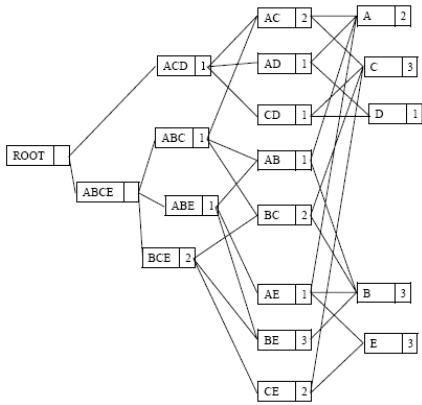 AC 2
A 2
ACD 1
AD 1
C 3
CD 1
D 1
ABC 1
ROOT
AB 1
ABCE
ABE 1
BC 2
BCE 2
AE 1
B 3
BE 3
E 3
CE 2